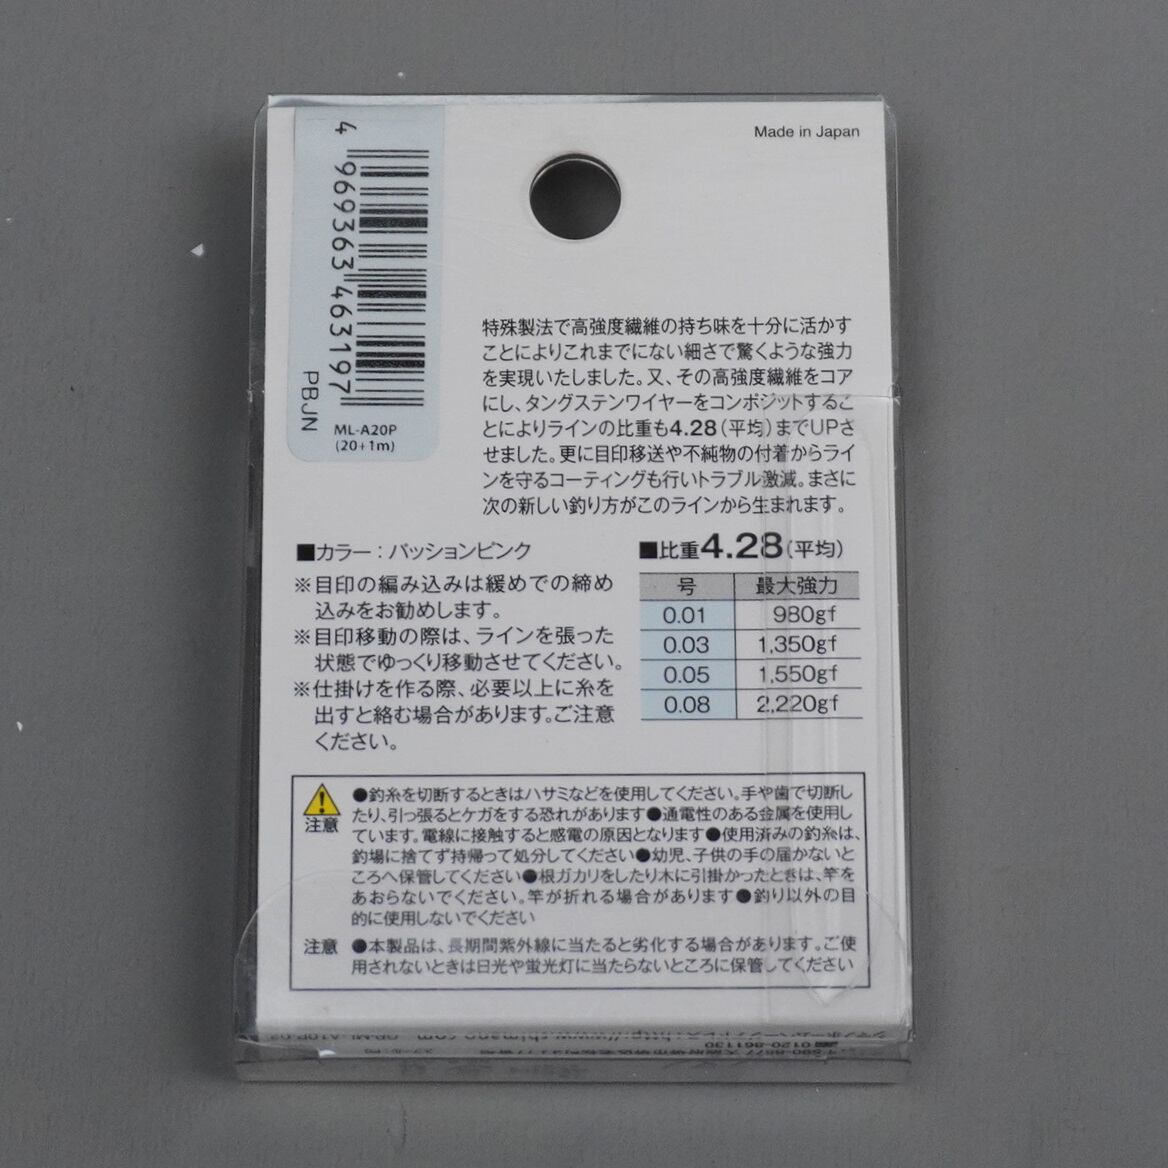 Made in Japan
4 969363 463197
PBJN
ML-A20P
(20+1m)
特殊製法で高強度繊維の持ち味を十分に活かす
ことによりこれまでにない細さで驚くような強力
を実現いたしました。又、その高強度繊維をコア
にし、タングステンワイヤーをコンポジットするこ
とによりラインの比重も4.28(平均)までUPさ
せました。更に目印移送や不純物の付着からライ
ンを守るコーティングも行いトラブル激減。まさに
次の新しい釣り方がこのラインから生まれます。
■カラー:パッションピンク
※目印の編み込みは緩めでの締め
込みをお勧めします。
※目印移動の際は、ラインを張った
状態でゆっくり移動させてください。
※仕掛けを作る際、必要以上に糸を
出すと絡む場合があります。ご注意
ください。
■比重4.28(平均)
号 最大強力
0.01 980gf
0.03 1,350gf
0.05 1,550gf
0.08 2,220gf
注意
●釣糸を切断するときはハサミなどを使用してください。手や歯で切断し
たり、引っ張るとケガをする恐れがあります●通電性のある金属を使用し
ています。電線に接触すると感電の原因となります●使用済みの釣糸は、
釣場に捨てず持帰って処分してください●幼児、子供の手の届かないと
ころへ保管してください●根ガカリをしたり木に引掛かったときは、竿を
あおらないでください。竿が折れる場合があります●釣り以外の目
的に使用しないでください
注意 ●本製品は、長期間紫外線に当たると劣化する場合があります。ご使
用されないときは日光や蛍光灯に当たらないところに保管してください
0120-861130